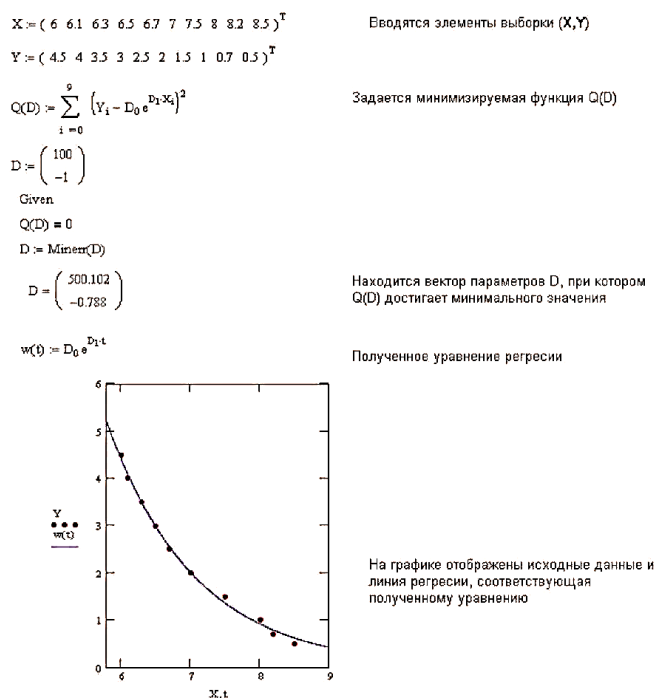 X := ( 6 6.1 6.3 6.5 6.7 7 7.5 8 8.2 8.5 )ᵀ Вводятся элементы выборки (X,Y)
Y := ( 4.5 4 3.5 3 2.5 2 1.5 1 0.7 0.5 )ᵀ
9
Q(D) := ∑ (Yᵢ − D₀ e^(D₁·Xᵢ))² Задается минимизируемая функция Q(D)
i = 0
D := ( 100
−1 )
Given
Q(D) = 0
D := Minerr(D)
D = ( 500.102 Находится вектор параметров D, при котором
−0.788 ) Q(D) достигает минимального значения
w(t) := D₀ e^(D₁·t) Полученное уравнение регресии
6
5
4
3
2
1
0
Y
w(t)
6 7 8 9
X,t
На графике отображены исходные данные и
линия регресии, соответствующая
полученному уравнению